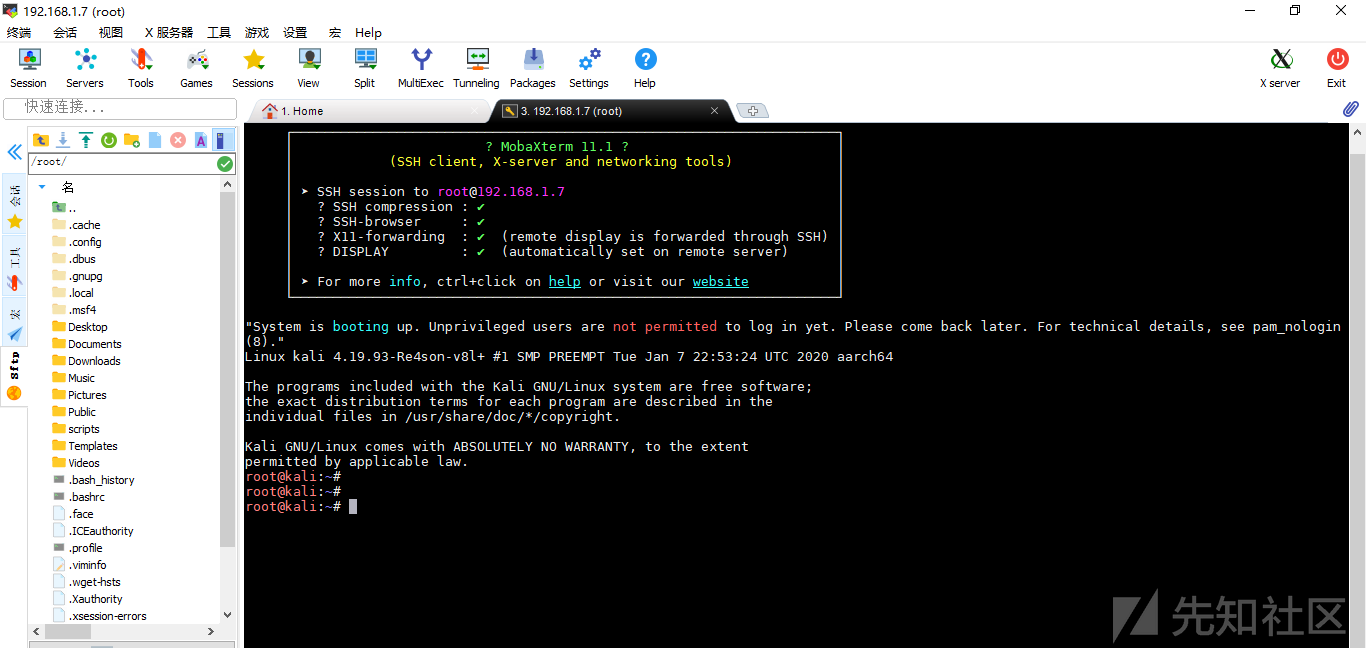 192.168.1.7 (root)
终端 会话 视图 X 服务器 工具 游戏 设置 宏 Help
Session Servers Tools Games Sessions View Split MultiExec Tunneling Packages Settings Help X server Exit
快速连接...
1. Home
3. 192.168.1.7 (root)
/root/
会话
工具
发
Sftp
名
..
.cache
.config
.dbus
.gnupg
.local
.msf4
Desktop
Documents
Downloads
Music
Pictures
Public
scripts
Templates
Videos
.bash_history
.bashrc
.face
.ICEauthority
.profile
.viminfo
.wget-hsts
.Xauthority
.xsession-errors
? MobaXterm 11.1 ?
(SSH client, X-server and networking tools)
➤ SSH session to root@192.168.1.7
? SSH compression : ✔
? SSH-browser : ✔
? X11-forwarding : ✔ (remote display is forwarded through SSH)
? DISPLAY : ✔ (automatically set on remote server)
➤ For more info, ctrl+click on help or visit our website
"System is booting up. Unprivileged users are not permitted to log in yet. Please come back later. For technical details, see pam_nologin
(8)."
Linux kali 4.19.93-Re4son-v8l+ #1 SMP PREEMPT Tue Jan 7 22:53:24 UTC 2020 aarch64
The programs included with the Kali GNU/Linux system are free software;
the exact distribution terms for each program are described in the
individual files in /usr/share/doc/*/copyright.
Kali GNU/Linux comes with ABSOLUTELY NO WARRANTY, to the extent
permitted by applicable law.
root@kali:~#
root@kali:~#
root@kali:~#
先知社区